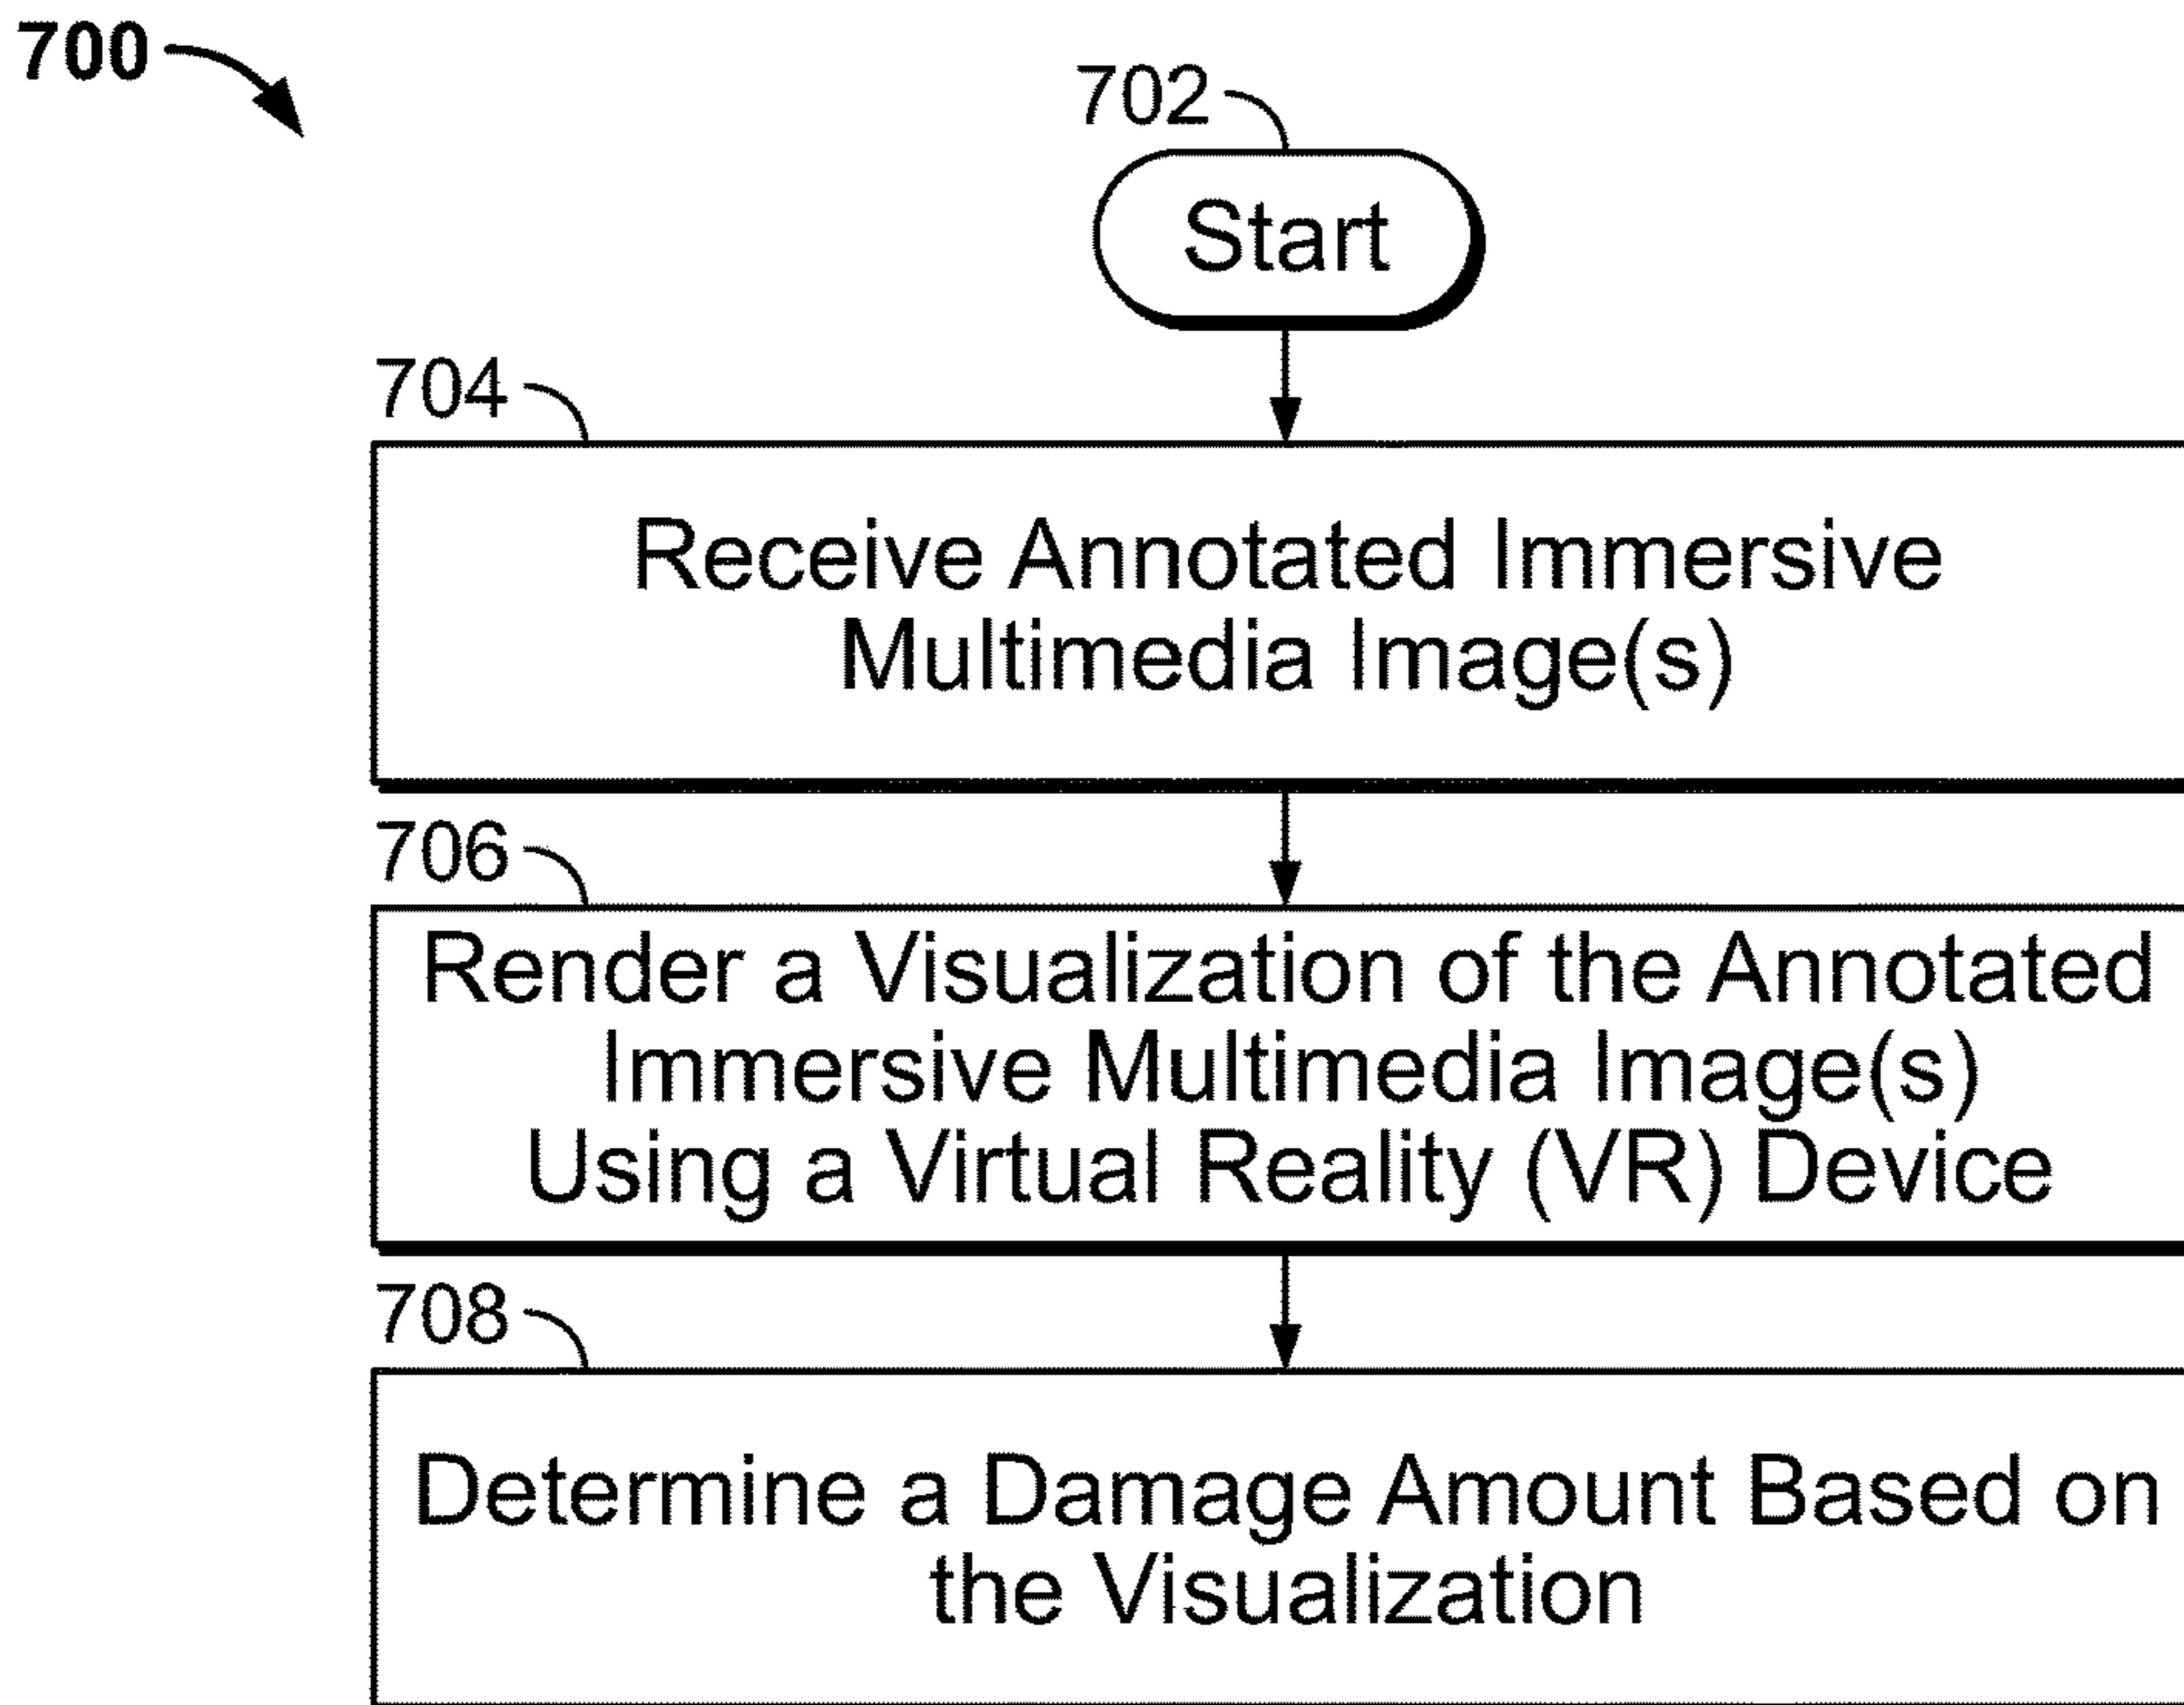 700
702
Start
704
Receive Annotated Immersive
Multimedia Image(s)
706
Render a Visualization of the Annotated
Immersive Multimedia Image(s)
Using a Virtual Reality (VR) Device
708
Determine a Damage Amount Based on
the Visualization